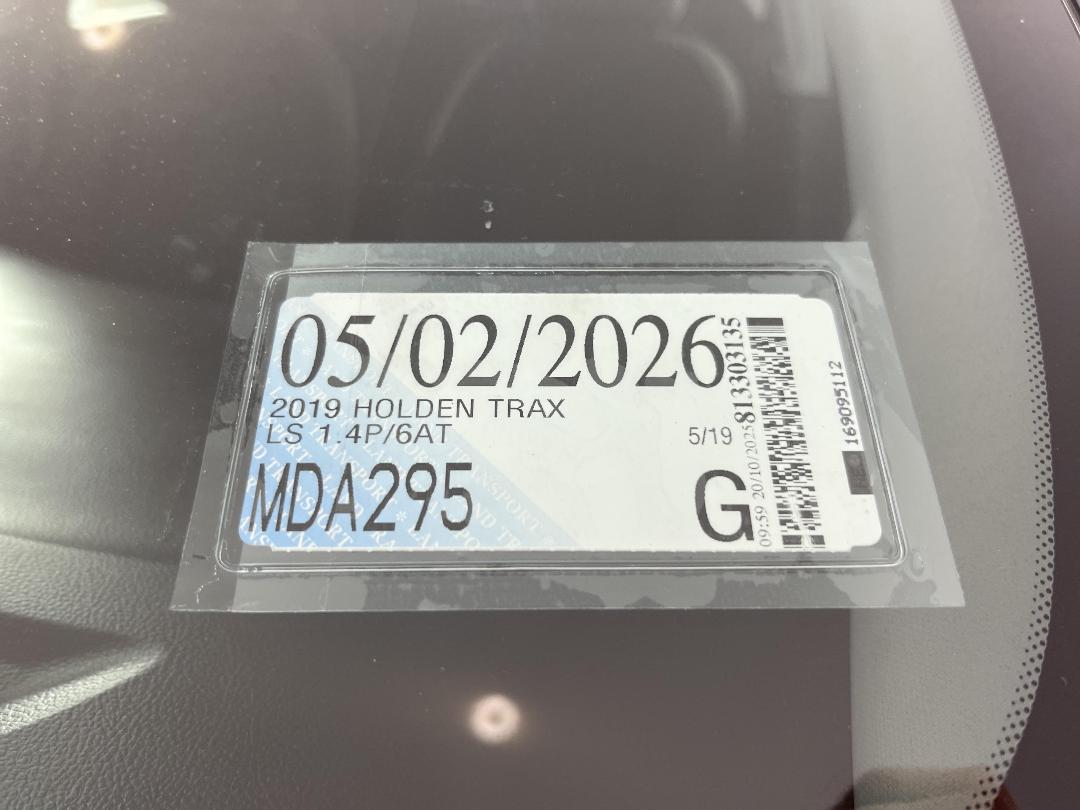 05/02/2026
2019 HOLDEN TRAX
LS 1.4P/6AT
5/19
MDA295
G
09:59 20/10/2025 813303135
169095112